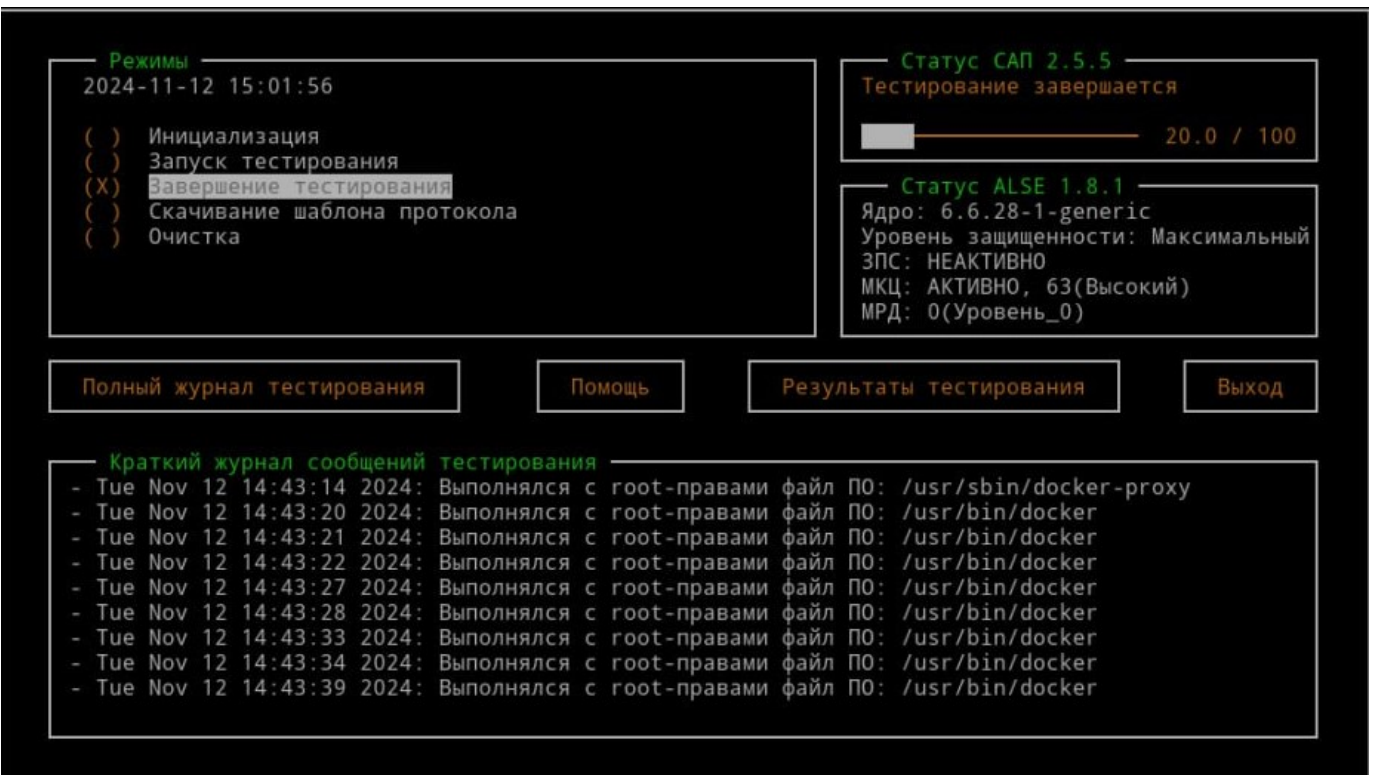 Режимы
2024-11-12 15:01:56
( ) Инициализация
( ) Запуск тестирования
(X) Завершение тестирования
( ) Скачивание шаблона протокола
( ) Очистка
Статус САП 2.5.5
Тестирование завершается
20.0 / 100
Статус ALSE 1.8.1
Ядро: 6.6.28-1-generic
Уровень защищенности: Максимальный
ЗПС: НЕАКТИВНО
МКЦ: АКТИВНО, 63(Высокий)
МРД: 0(Уровень_0)
Полный журнал тестирования
Помощь
Результаты тестирования
Выход
Краткий журнал сообщений тестирования
- Tue Nov 12 14:43:14 2024: Выполнялся с root-правами файл ПО: /usr/sbin/docker-proxy
- Tue Nov 12 14:43:20 2024: Выполнялся с root-правами файл ПО: /usr/bin/docker
- Tue Nov 12 14:43:21 2024: Выполнялся с root-правами файл ПО: /usr/bin/docker
- Tue Nov 12 14:43:22 2024: Выполнялся с root-правами файл ПО: /usr/bin/docker
- Tue Nov 12 14:43:27 2024: Выполнялся с root-правами файл ПО: /usr/bin/docker
- Tue Nov 12 14:43:28 2024: Выполнялся с root-правами файл ПО: /usr/bin/docker
- Tue Nov 12 14:43:33 2024: Выполнялся с root-правами файл ПО: /usr/bin/docker
- Tue Nov 12 14:43:34 2024: Выполнялся с root-правами файл ПО: /usr/bin/docker
- Tue Nov 12 14:43:39 2024: Выполнялся с root-правами файл ПО: /usr/bin/docker